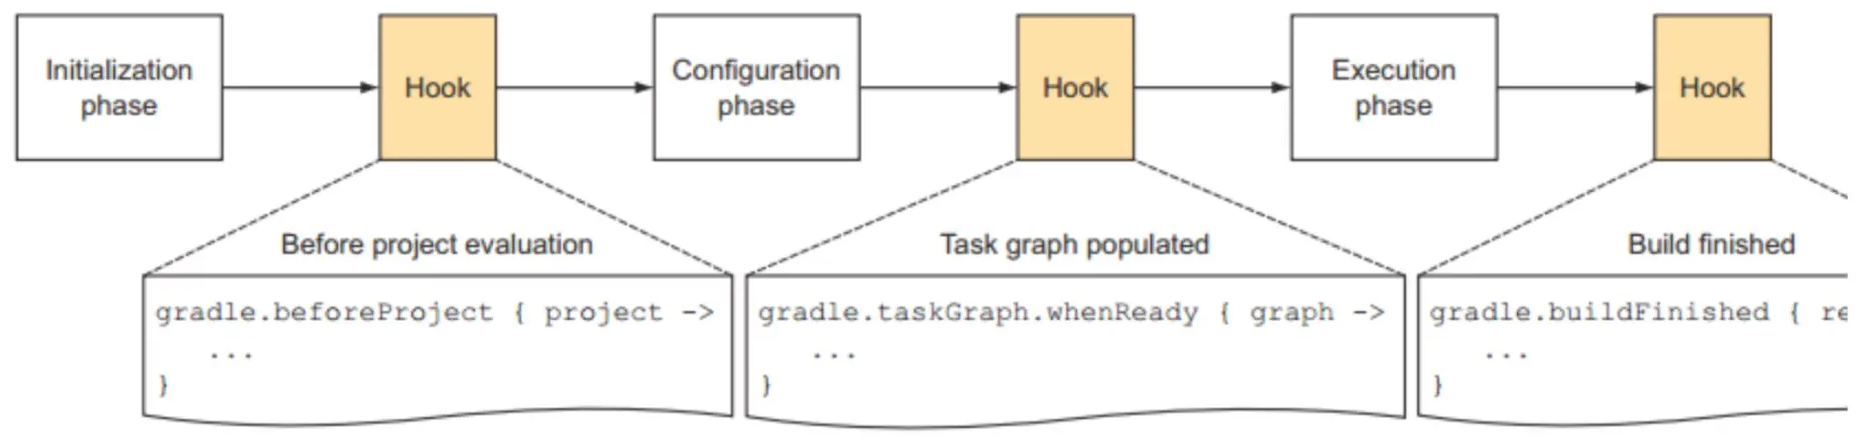 Initialization
phase
Hook
Configuration
phase
Hook
Execution
phase
Hook
Before project evaluation
gradle.beforeProject { project ->
...
}
Task graph populated
gradle.taskGraph.whenReady { graph ->
...
}
Build finished
gradle.buildFinished { re
...
}